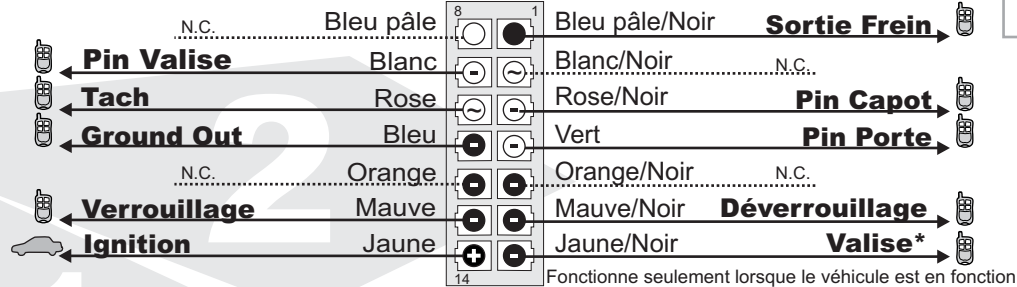 8 1
N.C. Bleu pâle Bleu pâle/Noir Sortie Frein
Pin Valise Blanc Blanc/Noir N.C.
Tach Rose Rose/Noir Pin Capot
Ground Out Bleu Vert Pin Porte
N.C. Orange Orange/Noir N.C.
Verrouillage Mauve Mauve/Noir Déverrouillage
Ignition Jaune Jaune/Noir Valise*
14 Fonctionne seulement lorsque le véhicule est en fonction
2